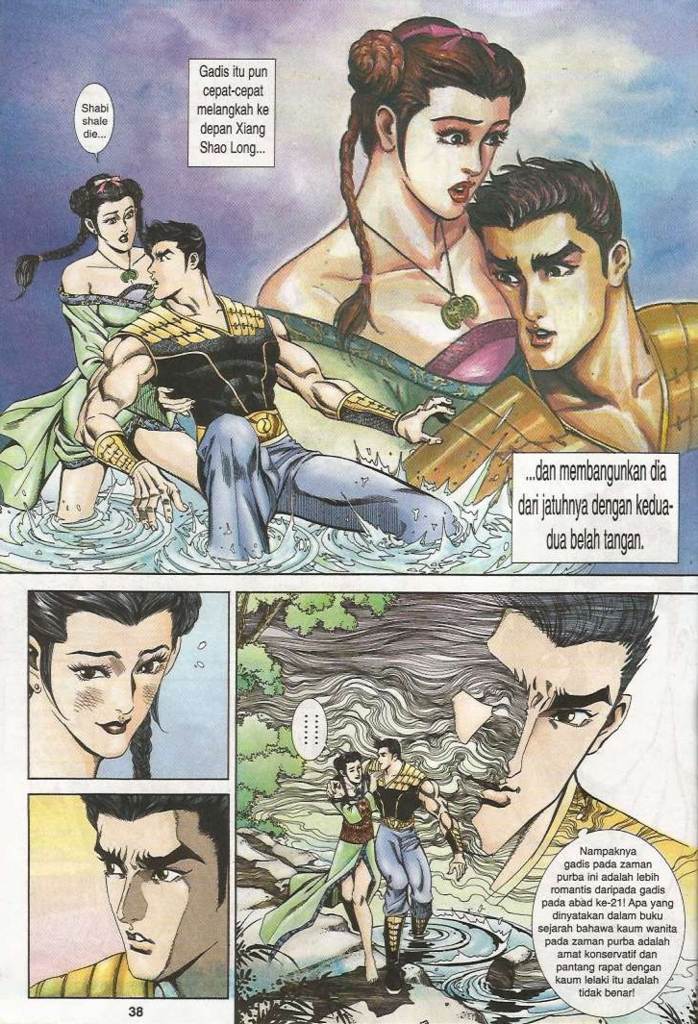 Shabi
shale
die...
Gadis itu pun
cepat-cepat
melangkah ke
depan Xiang
Shao Long...
...dan membangunkan dia
dari jatuhnya dengan kedua-
dua belah tangan.
......
Nampaknya
gadis pada zaman
purba ini adalah lebih
romantis daripada gadis
pada abad ke-21! Apa yang
dinyatakan dalam buku
sejarah bahawa kaum wanita
pada zaman purba adalah
amat konservatif dan
pantang rapat dengan
kaum lelaki itu adalah
tidak benar!
38